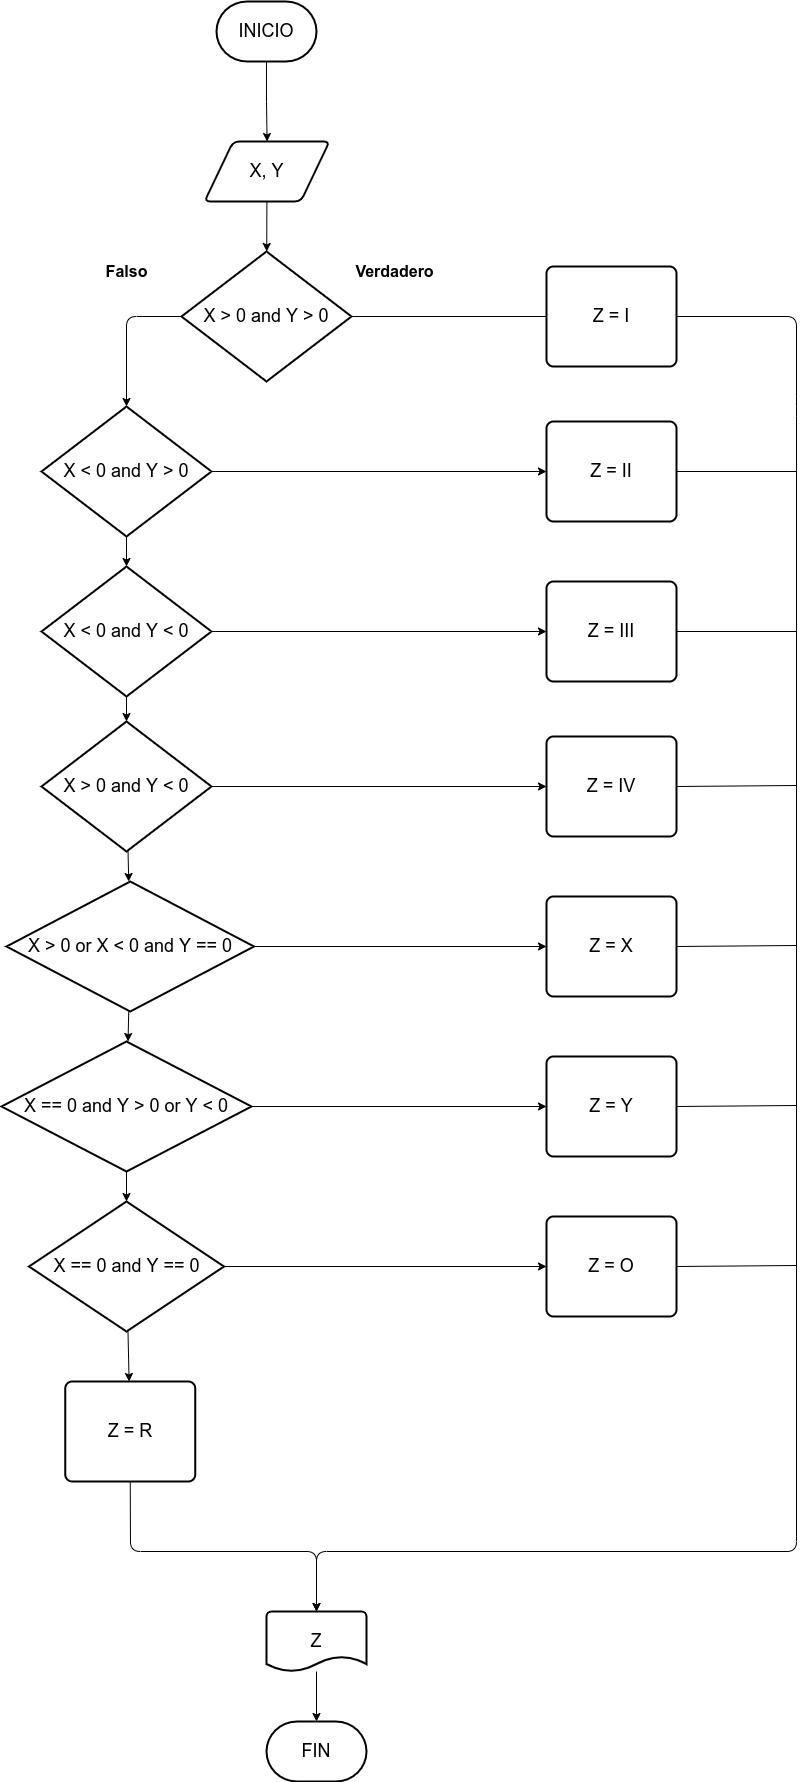 INICIO
X, Y
Falso
Verdadero
X > 0 and Y > 0
Z = I
X < 0 and Y > 0
Z = II
X < 0 and Y < 0
Z = III
X > 0 and Y < 0
Z = IV
X > 0 or X < 0 and Y == 0
Z = X
X == 0 and Y > 0 or Y < 0
Z = Y
X == 0 and Y == 0
Z = O
Z = R
Z
FIN